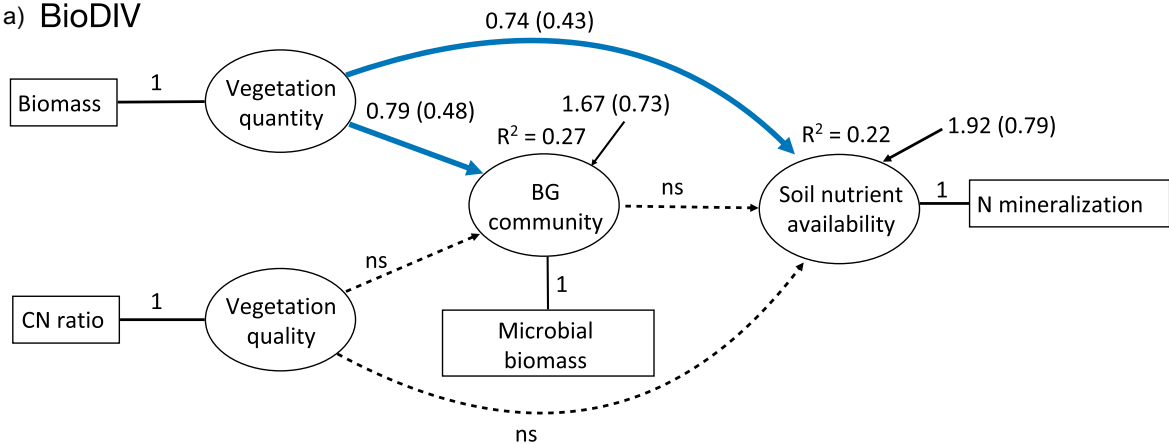 a) BioDIV
0.74 (0.43)
Biomass
1
Vegetation
quantity
0.79 (0.48)
1.67 (0.73)
R² = 0.27
R² = 0.22
1.92 (0.79)
BG
community
ns
Soil nutrient
availability
1
N mineralization
ns
1
CN ratio
1
Vegetation
quality
Microbial
biomass
ns